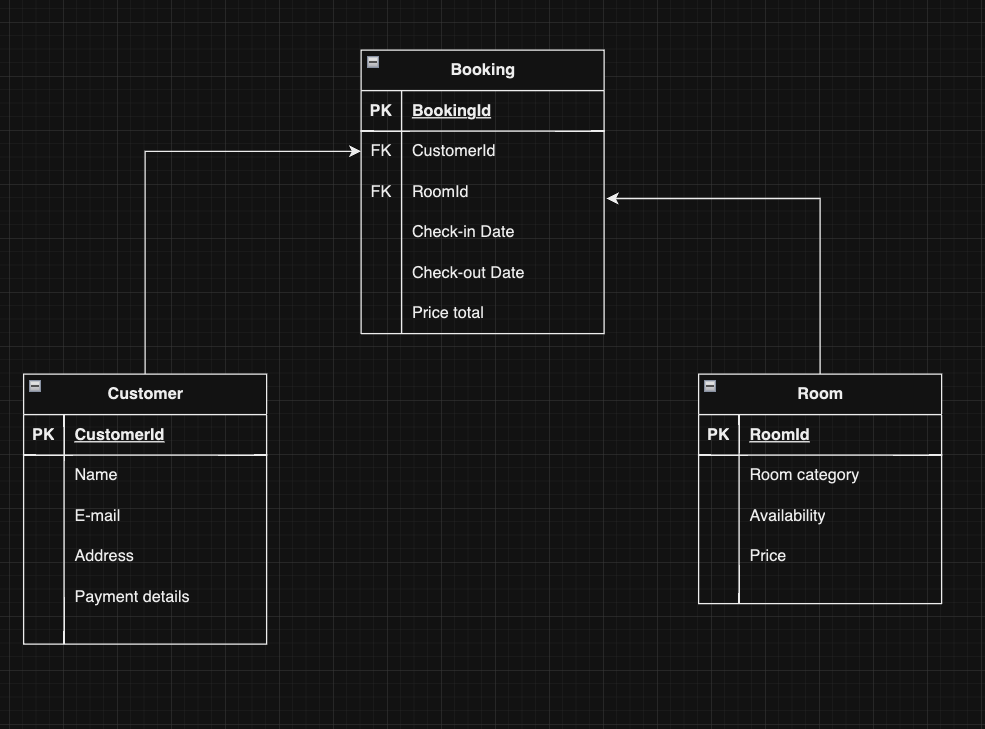 Booking
PK BookingId
FK CustomerId
FK RoomId
Check-in Date
Check-out Date
Price total
Customer
PK CustomerId
Name
E-mail
Address
Payment details
Room
PK RoomId
Room category
Availability
Price